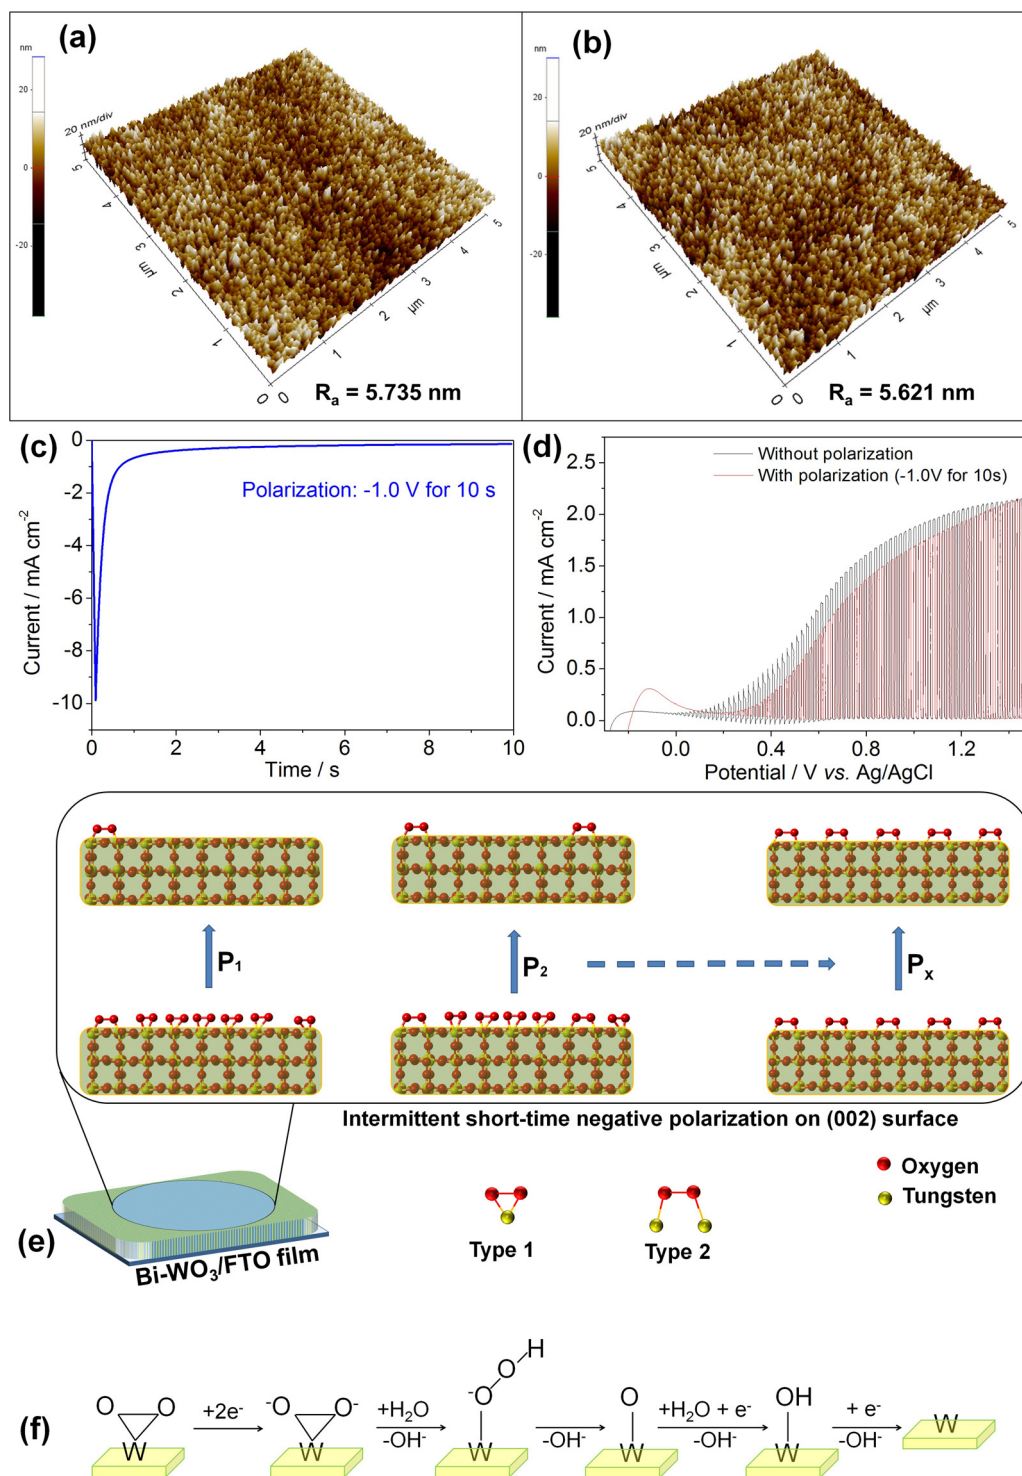 (a)
nm
20
0
-20
20 nm/div
5
4
3
µm
2
1
0
0
1
2
µm
3
4
5
Ra = 5.735 nm
(b)
nm
20
0
-20
20 nm/div
5
4
3
µm
2
1
0
0
1
2
µm
3
4
5
Ra = 5.621 nm
(c)
0
-2
-4
-6
-8
-10
Current / mA cm-2
Polarization: -1.0 V for 10 s
0 2 4 6 8 10
Time / s
(d)
2.5
2.0
1.5
1.0
0.5
0.0
Current / mA cm-2
Without polarization
With polarization (-1.0V for 10s)
0.0 0.4 0.8 1.2
Potential / V vs. Ag/AgCl
P1
P2
Px
Intermittent short-time negative polarization on (002) surface
(e)
Bi-WO3/FTO film
Type 1
Type 2
Oxygen
Tungsten
(f)
O O
W
+2e-
-O O-
W
+H2O
-OH-
H
O
-O
W
-OH-
O
W
+H2O + e-
-OH-
OH
W
+ e-
-OH-
W